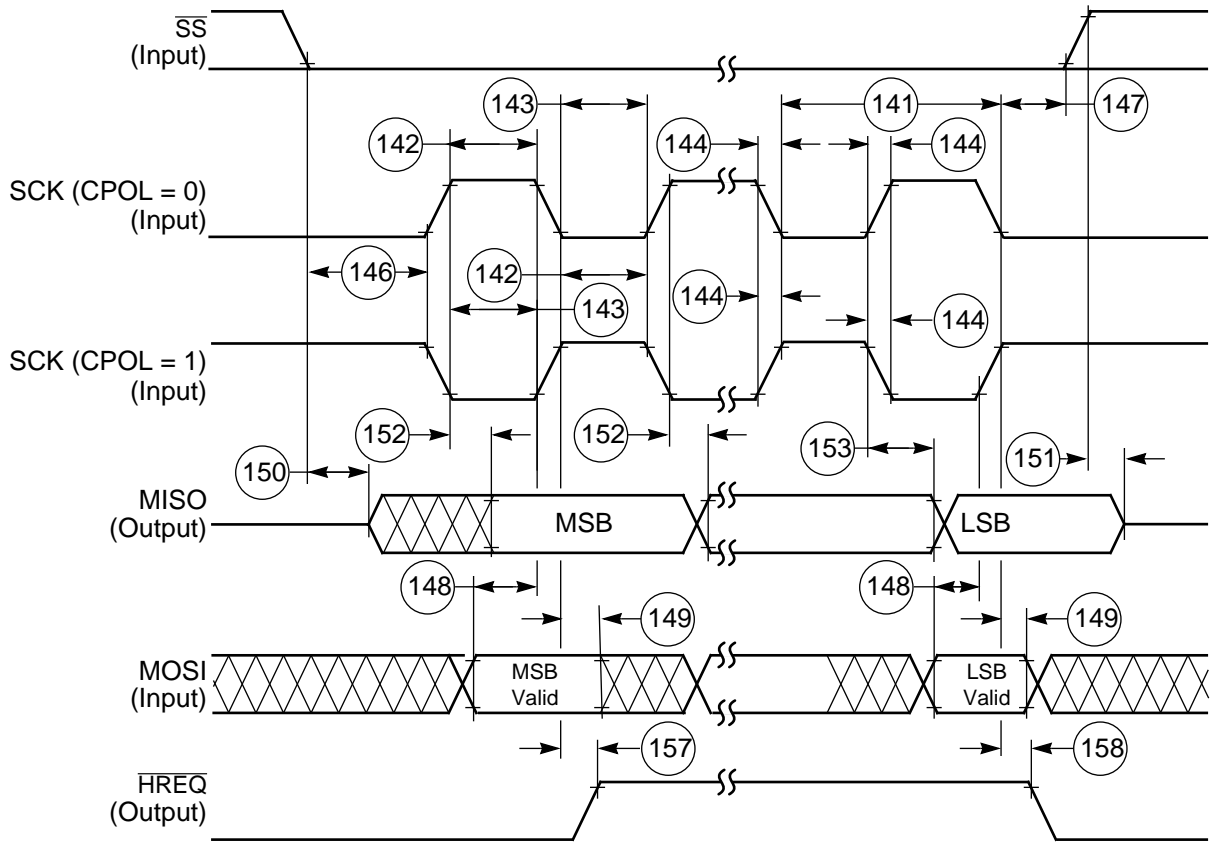 SS
(Input)
143
141
147
142
144
144
SCK (CPOL = 0)
(Input)
146
142
143
144
144
SCK (CPOL = 1)
(Input)
152
152
153
151
150
MISO
(Output)
MSB
LSB
148
148
149
149
MOSI
(Input)
MSB
Valid
LSB
Valid
157
158
HREQ
(Output)